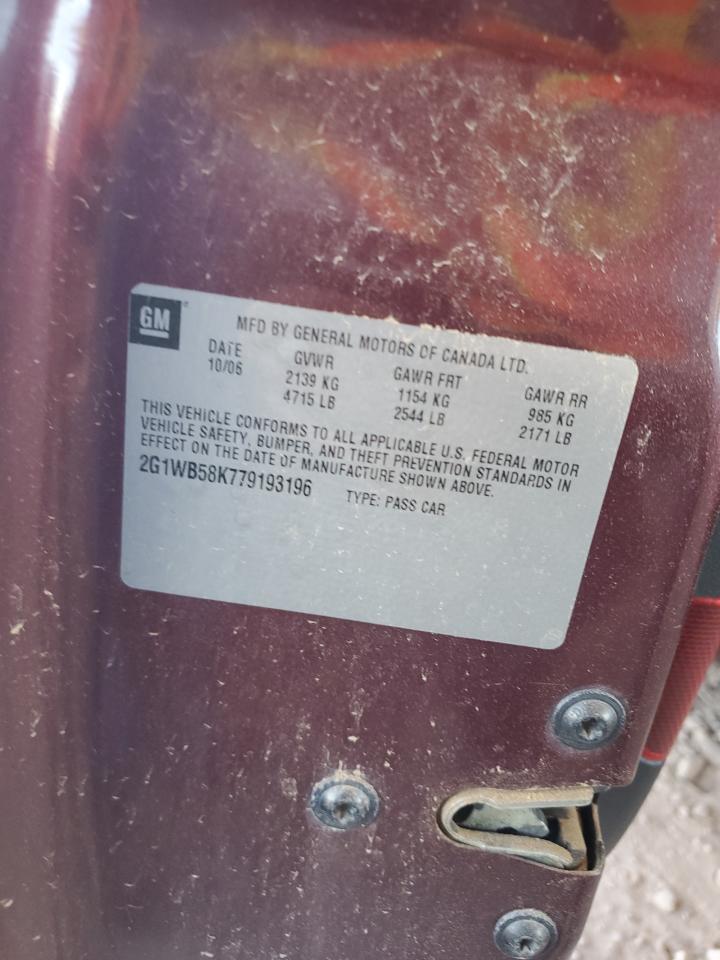 GM
MFD BY GENERAL MOTORS OF CANADA LTD.
DATE GVWR GAWR FRT GAWR RR
10/06 2139 KG 1154 KG 985 KG
4715 LB 2544 LB 2171 LB
THIS VEHICLE CONFORMS TO ALL APPLICABLE U.S. FEDERAL MOTOR
VEHICLE SAFETY, BUMPER, AND THEFT PREVENTION STANDARDS IN
EFFECT ON THE DATE OF MANUFACTURE SHOWN ABOVE.
2G1WB58K779193196 TYPE: PASS CAR